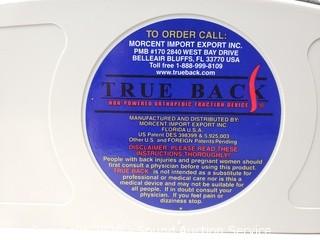 TO ORDER CALL:
MORCENT IMPORT EXPORT INC.
PMB #170 2840 WEST BAY DRIVE
BELLEAIR BLUFFS, FL 33770 USA
Toll free 1-888-999-8109
www.trueback.com
TRUE BACK
NON POWERED ORTHOPEDIC TRACTION DEVICE
MANUFACTURED AND DISTRIBUTED BY:
MORCENT IMPORT EXPORT INC
FLORIDA U.S.A.
US Patent DES 398399 & 5,925,003
Other U.S. and FOREIGN Patents Pending
DISCLAIMER: PLEASE READ THESE
INSTRUCTIONS THOROUGHLY!
People with back injuries and pregnant women should
first consult a physician before using this product.
TRUE BACK, is not intended as a substitute for
professional or medical care nor is this a
medical device and may not be suitable for
all people. If in doubt consult your
physician. If you feel pain or
dizziness stop.
Auction Service